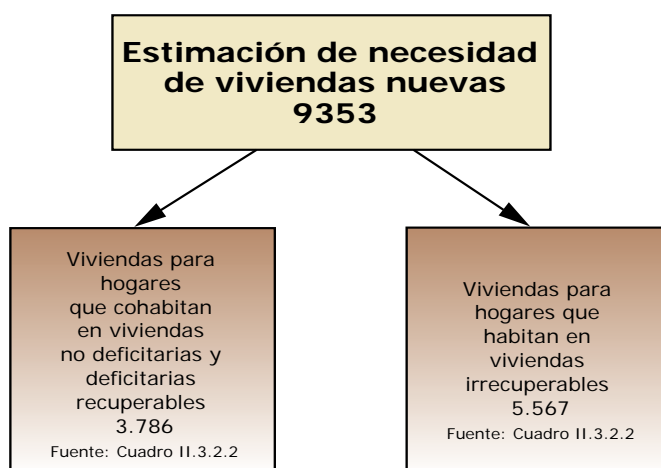 Estimación de necesidad
de viviendas nuevas
9353
Viviendas para
hogares
que cohabitan
en viviendas
no deficitarias y
deficitarias
recuperables
3.786
Fuente: Cuadro II.3.2.2
Viviendas para
hogares que
habitan en
viviendas
irrecuperables
5.567
Fuente: Cuadro II.3.2.2